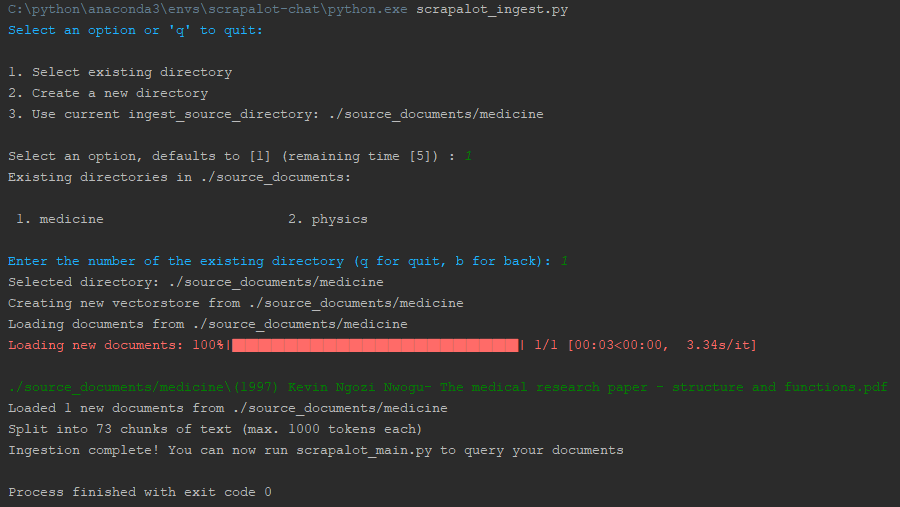 C:\python\anaconda3\envs\scrapalot-chat\python.exe scrapalot_ingest.py
Select an option or 'q' to quit:
1. Select existing directory
2. Create a new directory
3. Use current ingest_source_directory: ./source_documents/medicine
Select an option, defaults to [1] (remaining time [5]) : 1
Existing directories in ./source_documents:
1. medicine 2. physics
Enter the number of the existing directory (q for quit, b for back): 1
Selected directory: ./source_documents/medicine
Creating new vectorstore from ./source_documents/medicine
Loading documents from ./source_documents/medicine
Loading new documents: 100%|██████████████████████████████| 1/1 [00:03<00:00,  3.34s/it]
./source_documents/medicine\(1997) Kevin Ngozi Nwogu- The medical research paper - structure and functions.pdf
Loaded 1 new documents from ./source_documents/medicine
Split into 73 chunks of text (max. 1000 tokens each)
Ingestion complete! You can now run scrapalot_main.py to query your documents
Process finished with exit code 0